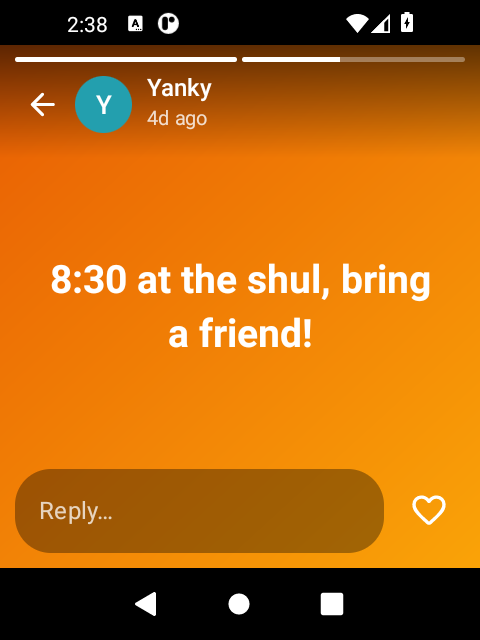 2:38
Yanky
4d ago
Y
8:30 at the shul, bring
a friend!
Reply…